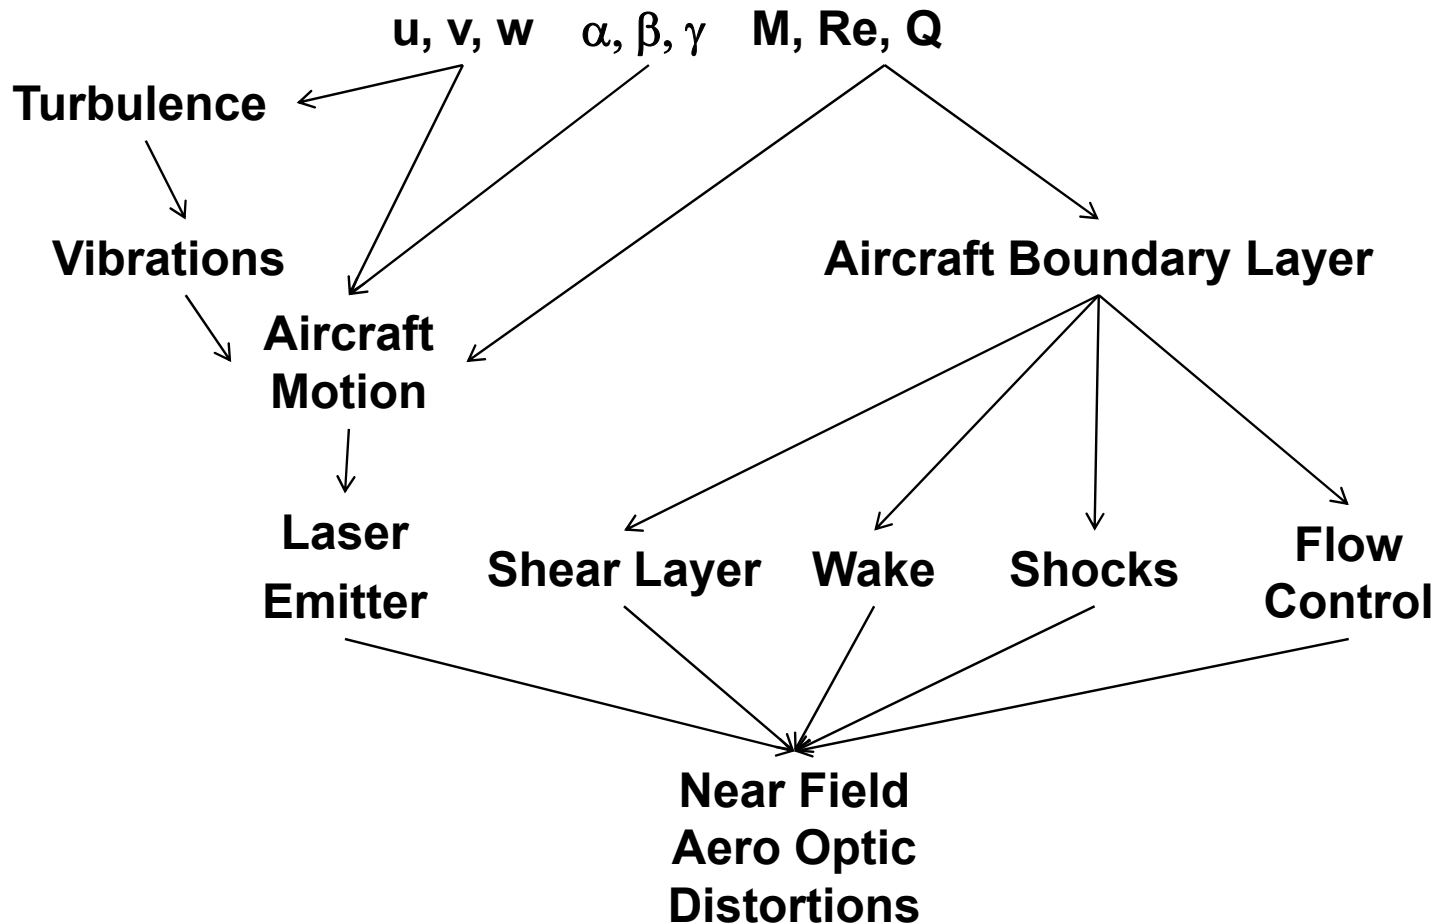 u, v, w α, β, γ M, Re, Q
Turbulence
Vibrations
Aircraft Boundary Layer
Aircraft
Motion
Laser
Emitter
Shear Layer
Wake
Shocks
Flow
Control
Near Field
Aero Optic
Distortions